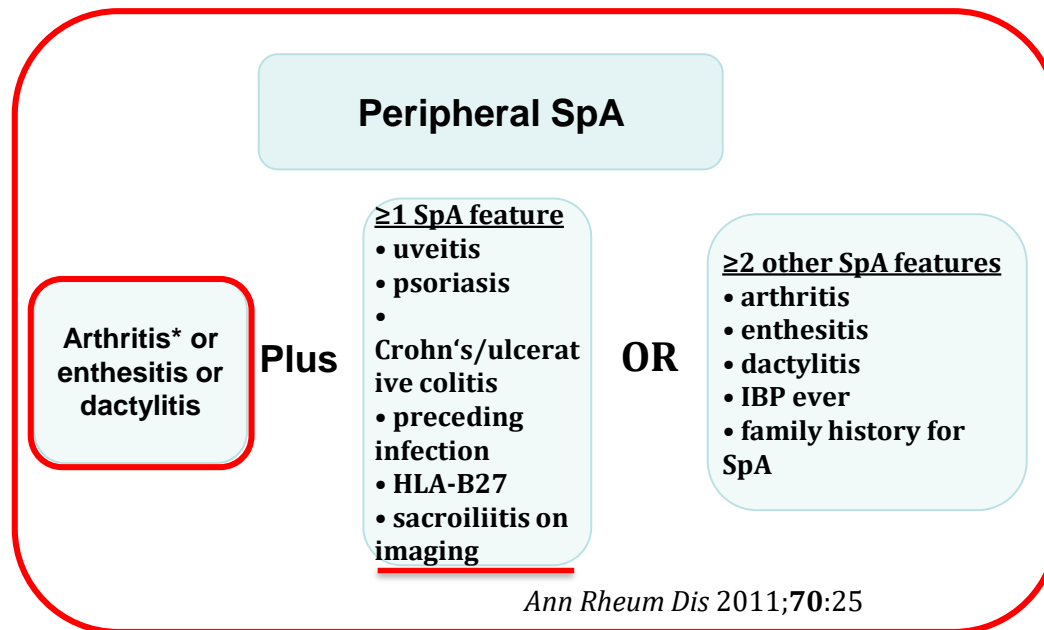 Peripheral SpA
Arthritis* or
enthesitis or
dactylitis
Plus
≥1 SpA feature
• uveitis
• psoriasis
•
Crohn‘s/ulcerat
ive colitis
• preceding
infection
• HLA-B27
• sacroiliitis on
imaging
OR
≥2 other SpA features
• arthritis
• enthesitis
• dactylitis
• IBP ever
• family history for
SpA
Ann Rheum Dis 2011;70:25